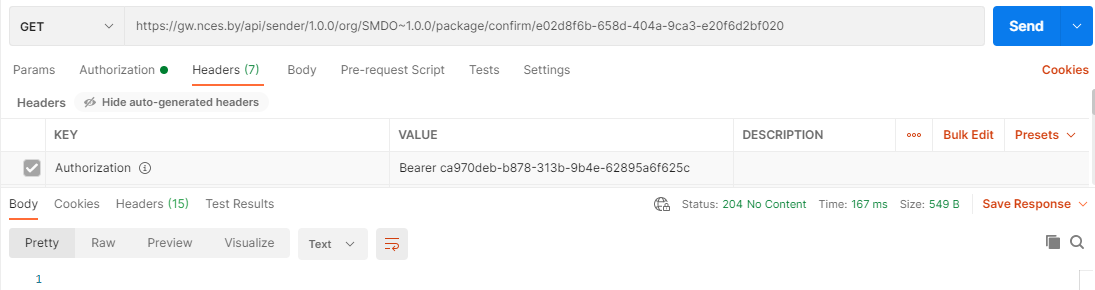 GET https://gw.nces.by/api/sender/1.0.0/org/SMDO~1.0.0/package/confirm/e02d8f6b-658d-404a-9ca3-e20f6d2bf020 Send
Params Authorization Headers (7) Body Pre-request Script Tests Settings Cookies
Headers Hide auto-generated headers
KEY VALUE DESCRIPTION ooo Bulk Edit Presets
Authorization Bearer ca970deb-b878-313b-9b4e-62895a6f625c
Body Cookies Headers (15) Test Results Status: 204 No Content Time: 167 ms Size: 549 B Save Response
Pretty Raw Preview Visualize Text
1